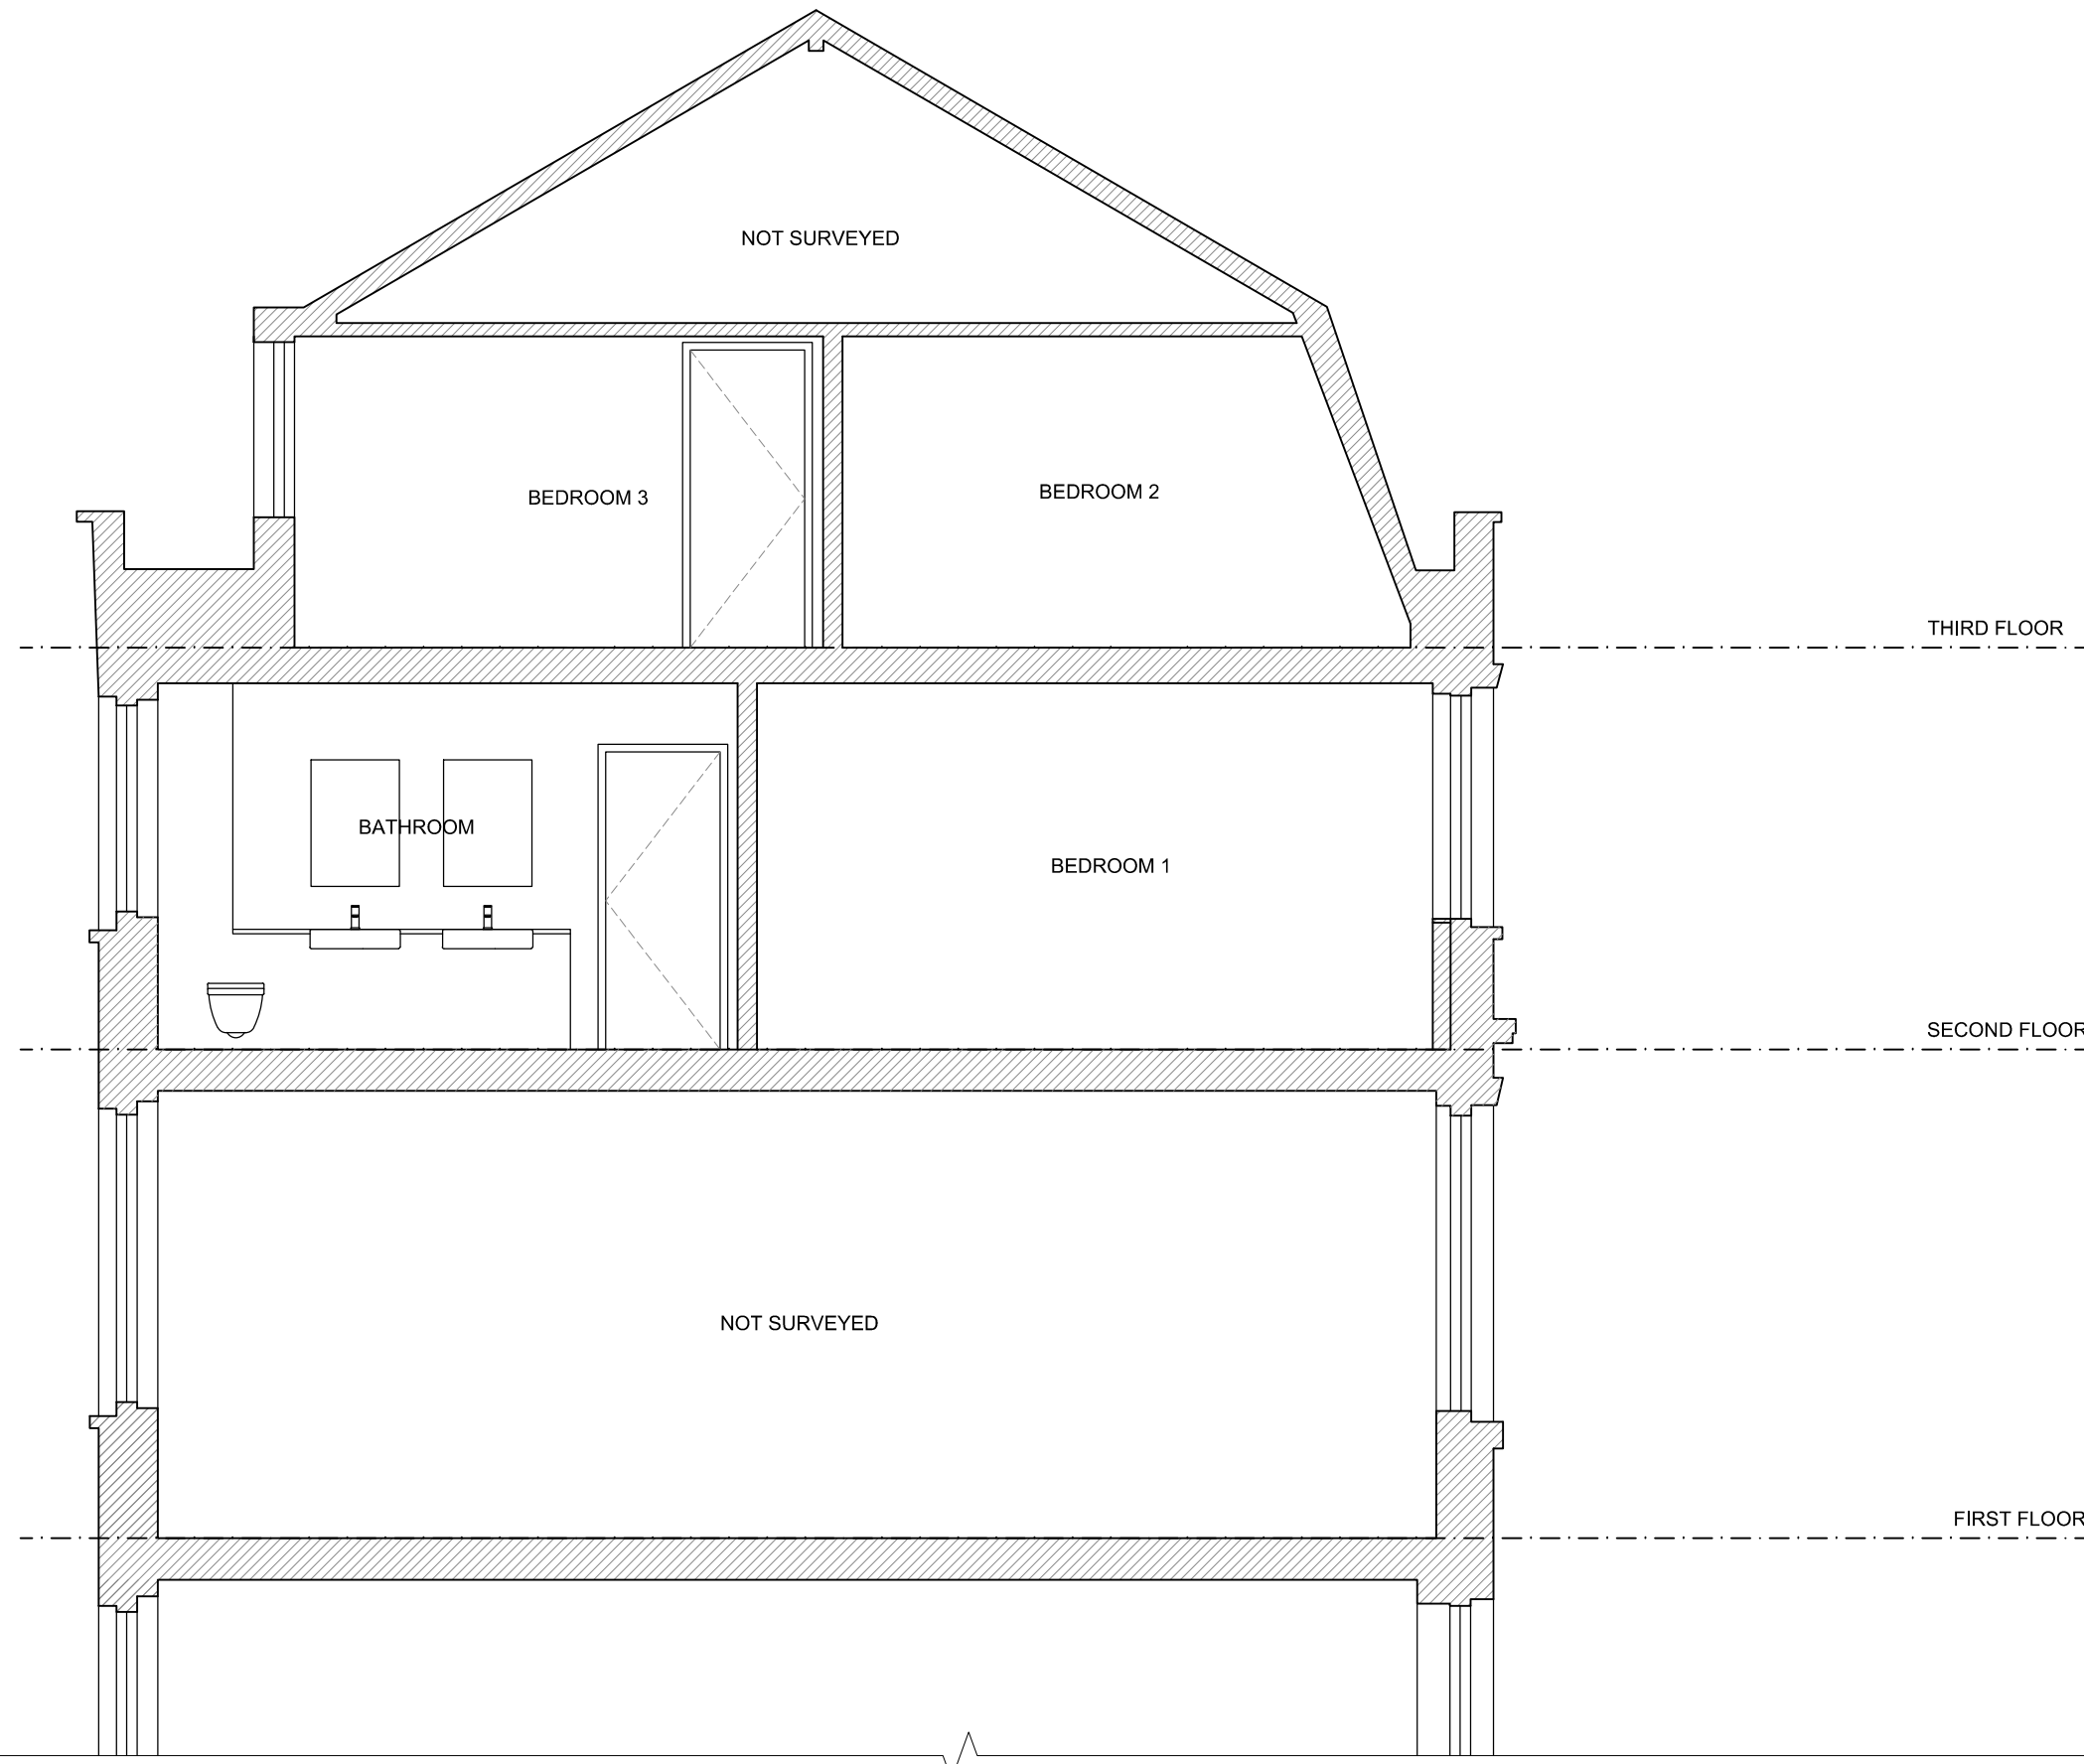 NOT SURVEYED
BEDROOM 3
BEDROOM 2
THIRD FLOOR
BATHROOM
BEDROOM 1
SECOND FLOOR
NOT SURVEYED
FIRST FLOOR